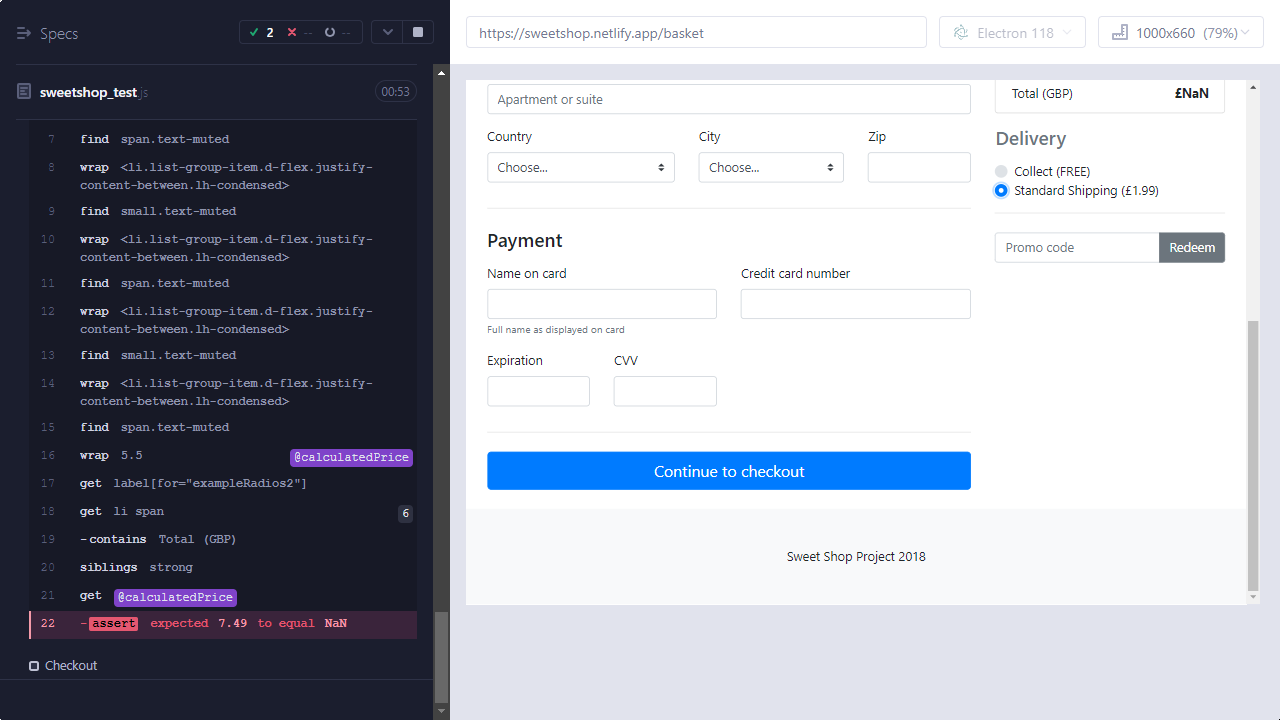 Specs
2
--
--
https://sweetshop.netlify.app/basket
Electron 118
1000x660 (79%)
sweetshop_test.js
00:53
7 find span.text-muted
8 wrap <li.list-group-item.d-flex.justify-
content-between.lh-condensed>
9 find small.text-muted
10 wrap <li.list-group-item.d-flex.justify-
content-between.lh-condensed>
11 find span.text-muted
12 wrap <li.list-group-item.d-flex.justify-
content-between.lh-condensed>
13 find small.text-muted
14 wrap <li.list-group-item.d-flex.justify-
content-between.lh-condensed>
15 find span.text-muted
16 wrap 5.5 @calculatedPrice
17 get label[for="exampleRadios2"]
18 get li span 6
19 -contains Total (GBP)
20 siblings strong
21 get @calculatedPrice
22 -assert expected 7.49 to equal NaN
Checkout
Apartment or suite
Country City Zip
Choose... Choose...
Payment
Name on card Credit card number
Full name as displayed on card
Expiration CVV
Continue to checkout
Total (GBP) £NaN
Delivery
Collect (FREE)
Standard Shipping (£1.99)
Promo code Redeem
Sweet Shop Project 2018